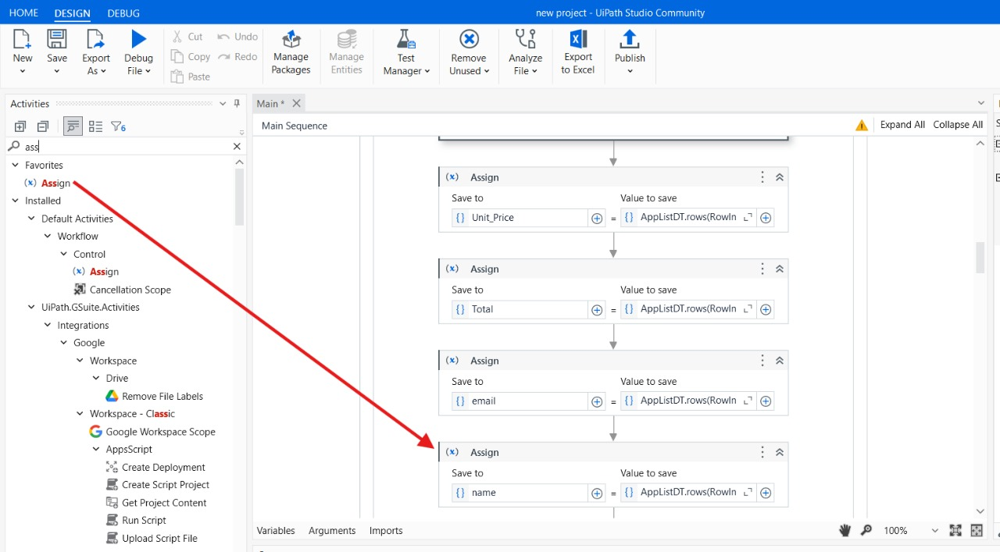 HOME DESIGN DEBUG
new project - UiPath Studio Community
New
Save
Export As
Debug File
Cut
Copy
Paste
Undo
Redo
Manage Packages
Manage Entities
Test Manager
Remove Unused
Analyze File
Export to Excel
Publish
Activities
6
ass
Favorites
Assign
Installed
Default Activities
Workflow
Control
Assign
Cancellation Scope
UiPath.GSuite.Activities
Integrations
Google
Workspace
Drive
Remove File Labels
Workspace - Classic
Google Workspace Scope
AppsScript
Create Deployment
Create Script Project
Get Project Content
Run Script
Upload Script File
Main *
Main Sequence
Expand All Collapse All
Assign
Save to Value to save
Unit_Price = AppListDT.rows(RowIn
Assign
Save to Value to save
Total = AppListDT.rows(RowIn
Assign
Save to Value to save
email = AppListDT.rows(RowIn
Assign
Save to Value to save
name = AppListDT.rows(RowIn
Variables Arguments Imports
100%